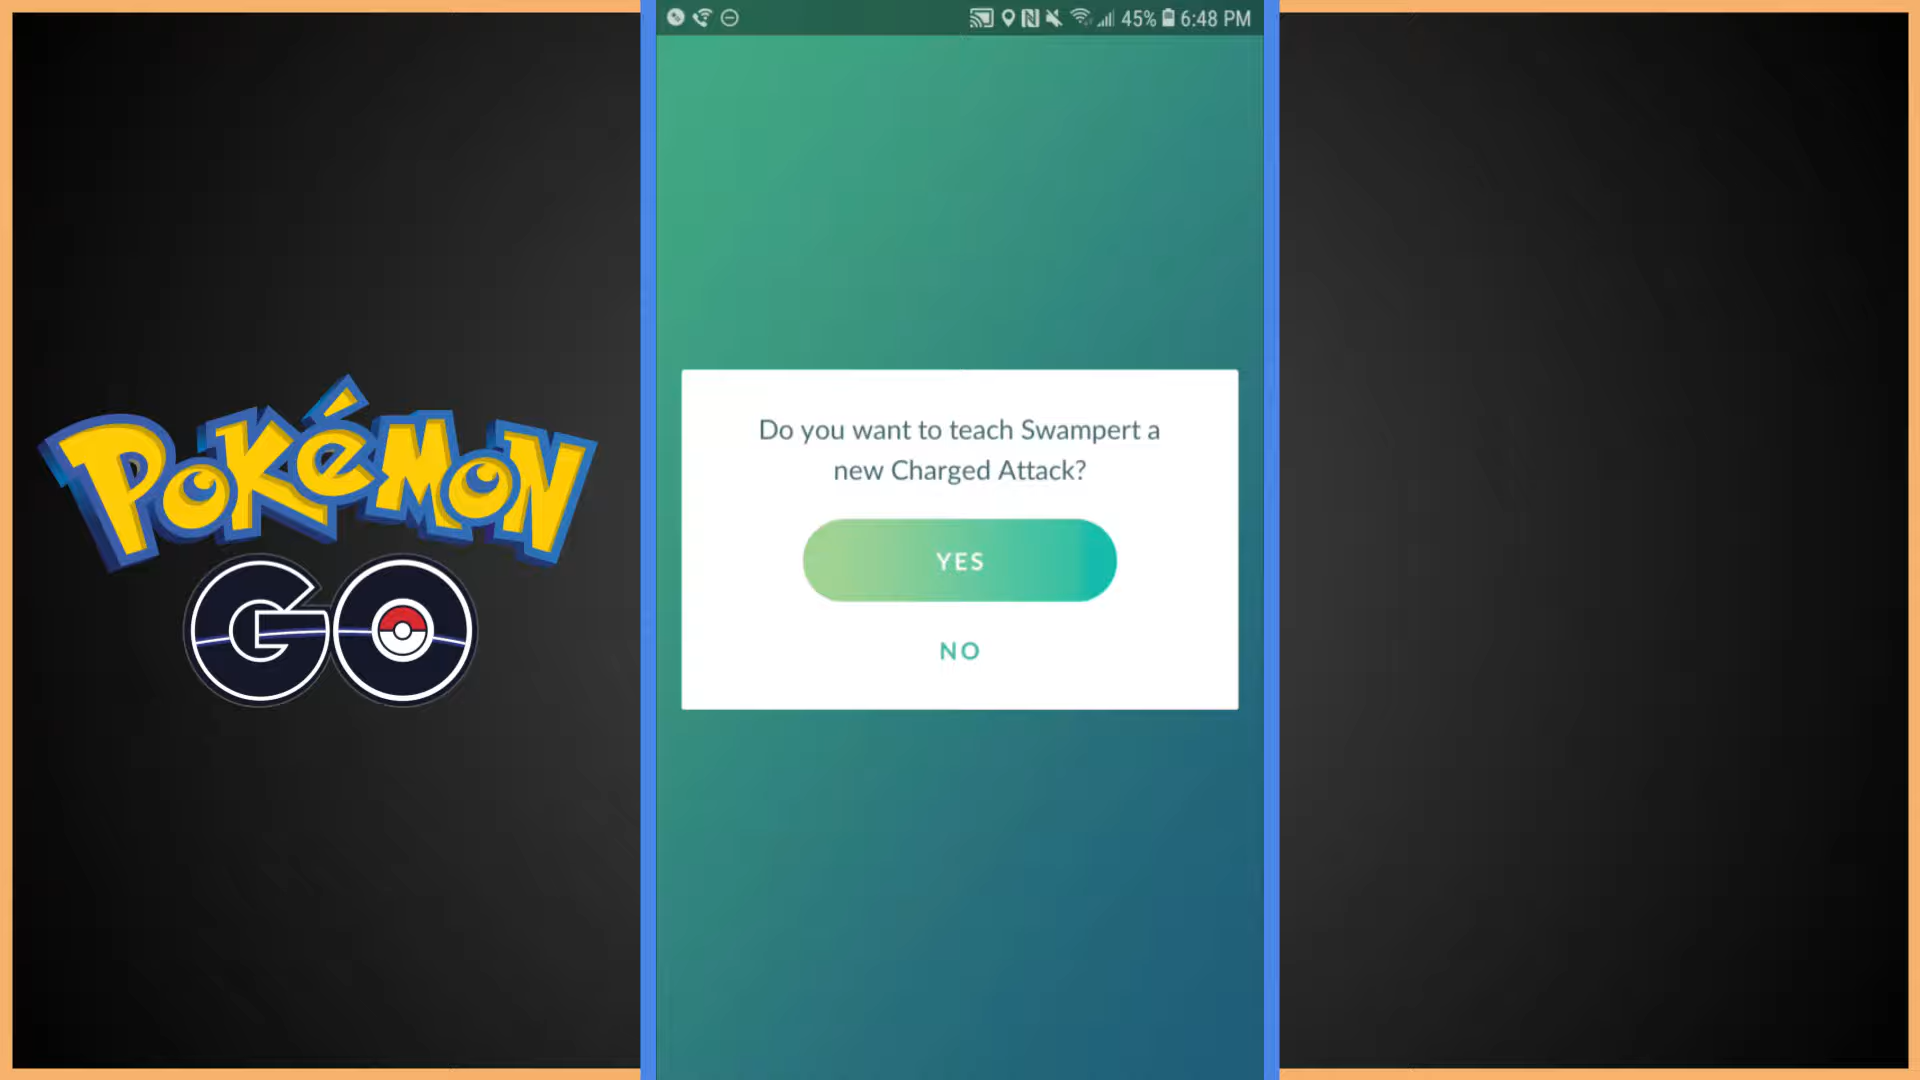 45% 6:48 PM
POKÉMON
GO
Do you want to teach Swampert a
new Charged Attack?
YES
NO